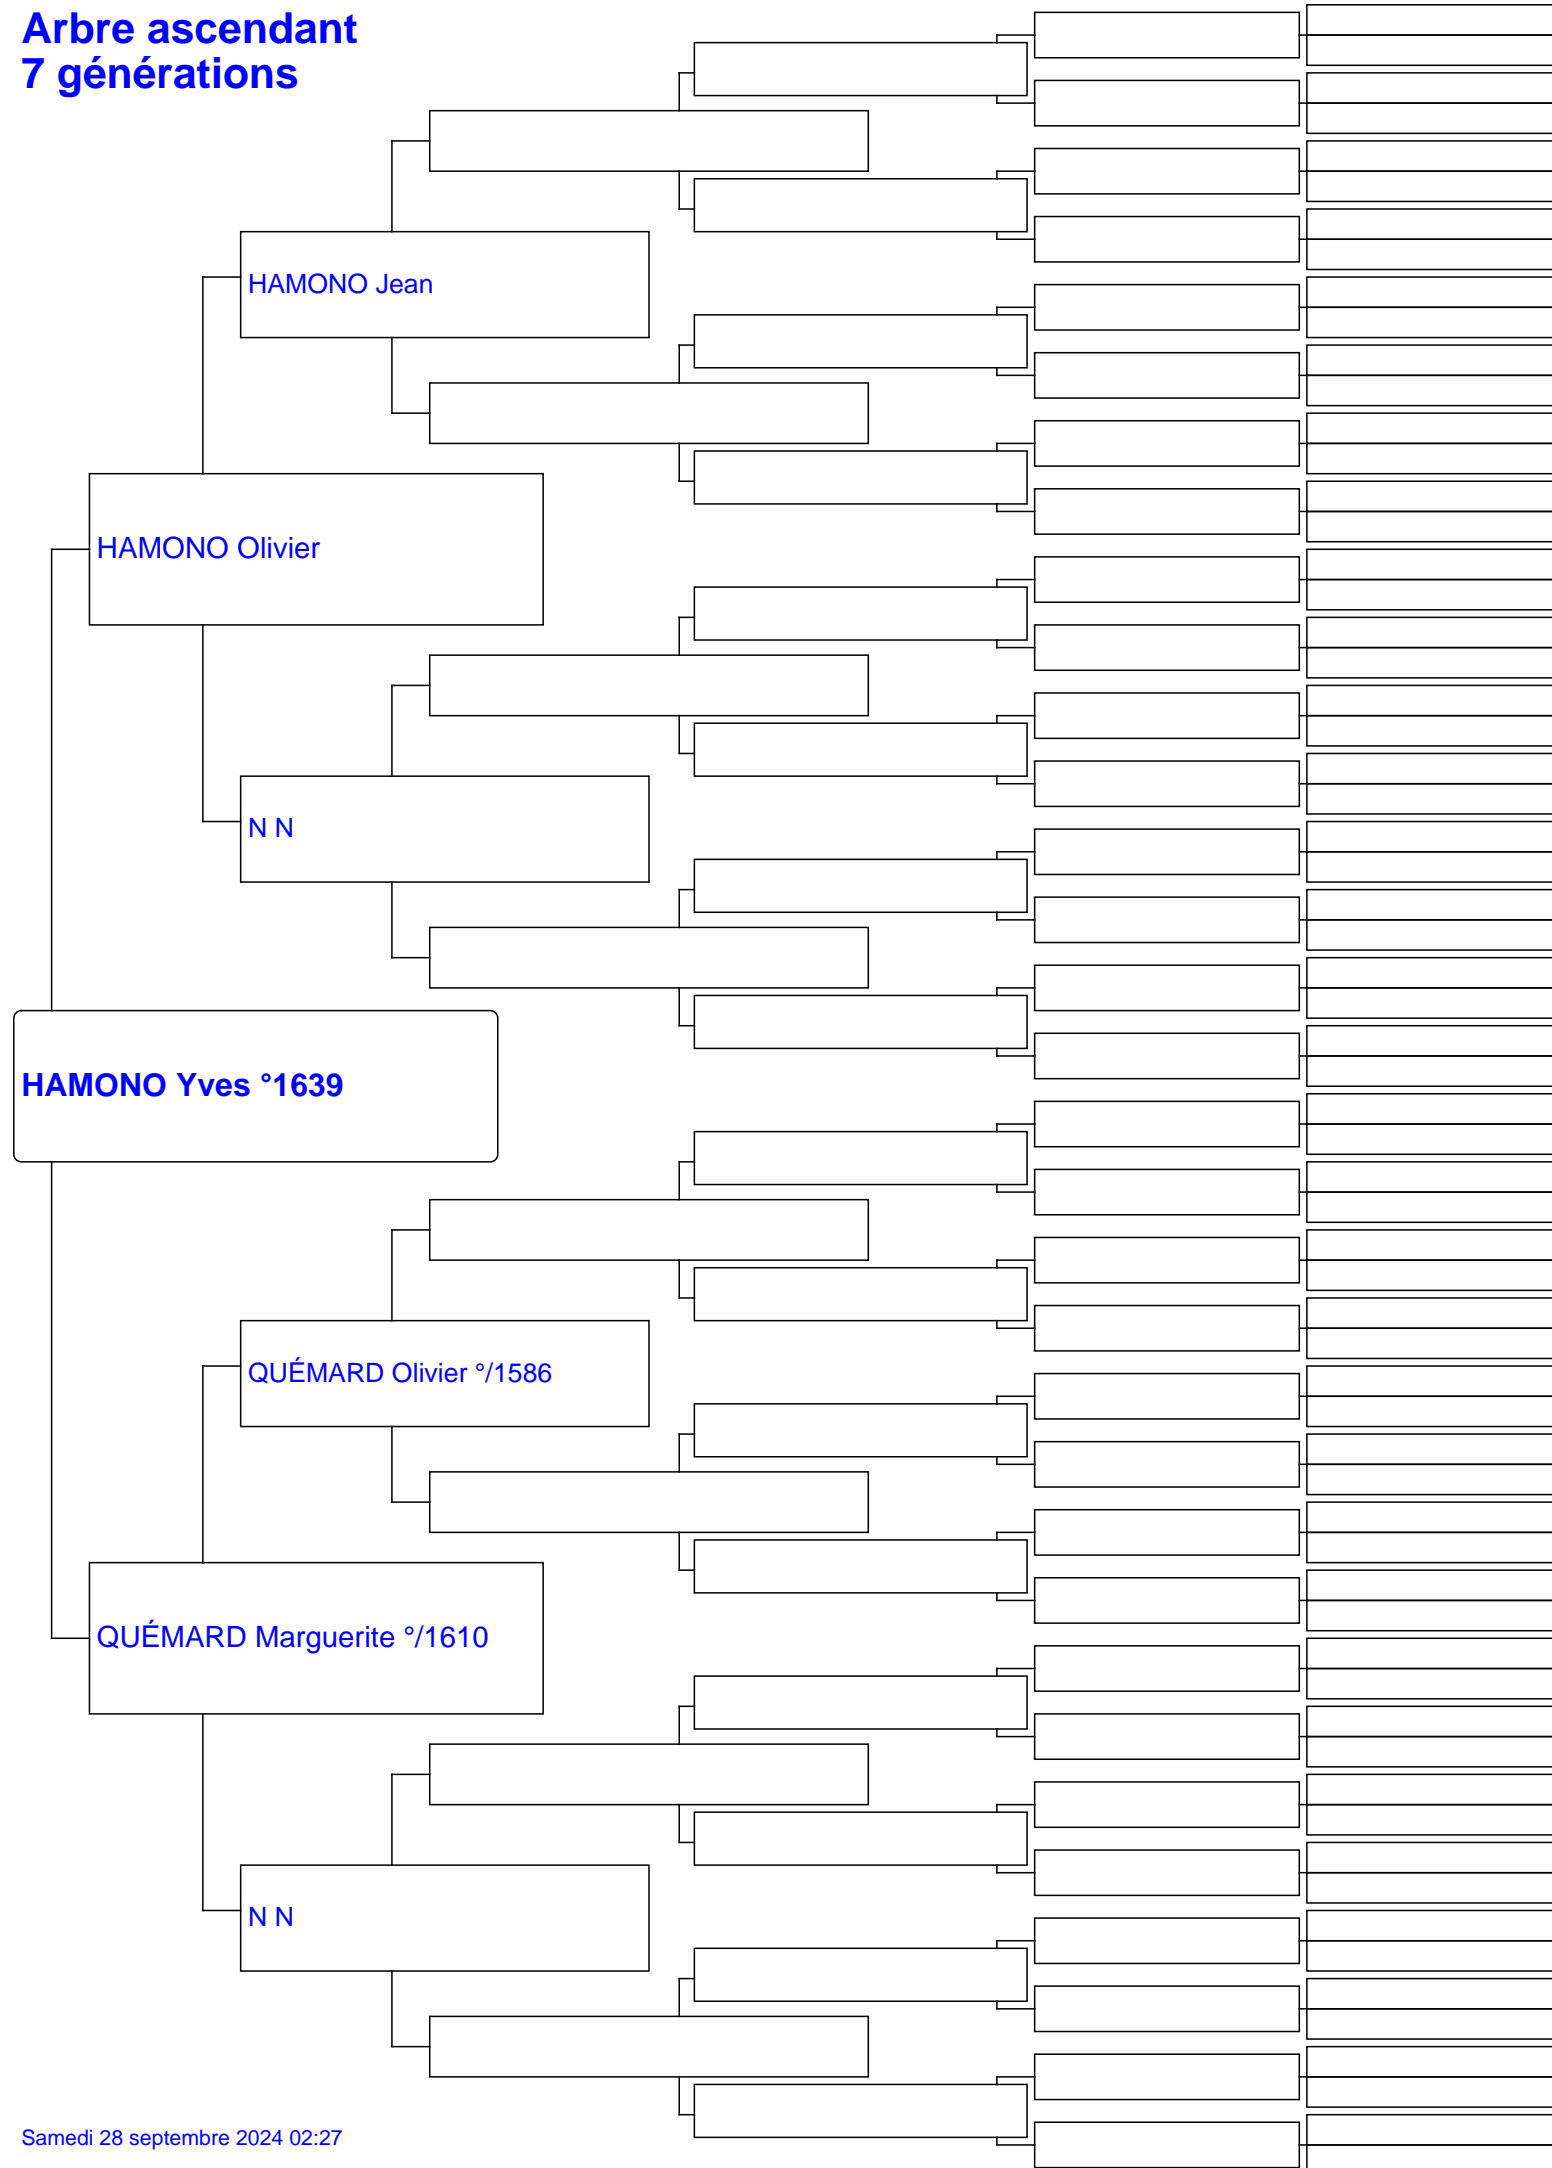 Arbre ascendant
7 générations
HAMONO Jean
HAMONO Olivier
N N
HAMONO Yves °1639
QUÉMARD Olivier °/1586
QUÉMARD Marguerite °/1610
N N
Samedi 28 septembre 2024 02:27